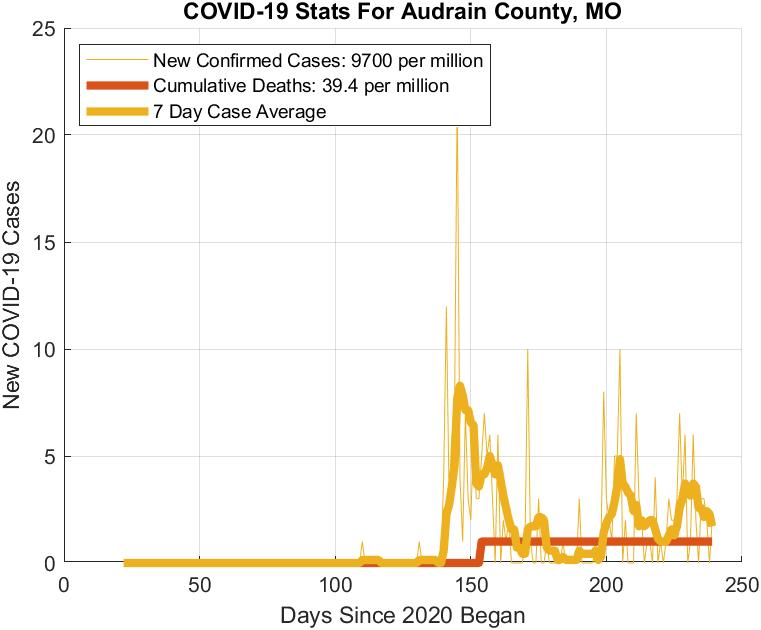 COVID-19 Stats For Audrain County, MO
New Confirmed Cases: 9700 per million
Cumulative Deaths: 39.4 per million
7 Day Case Average
New COVID-19 Cases
25
20
15
10
5
0
0 50 100 150 200 250
Days Since 2020 Began